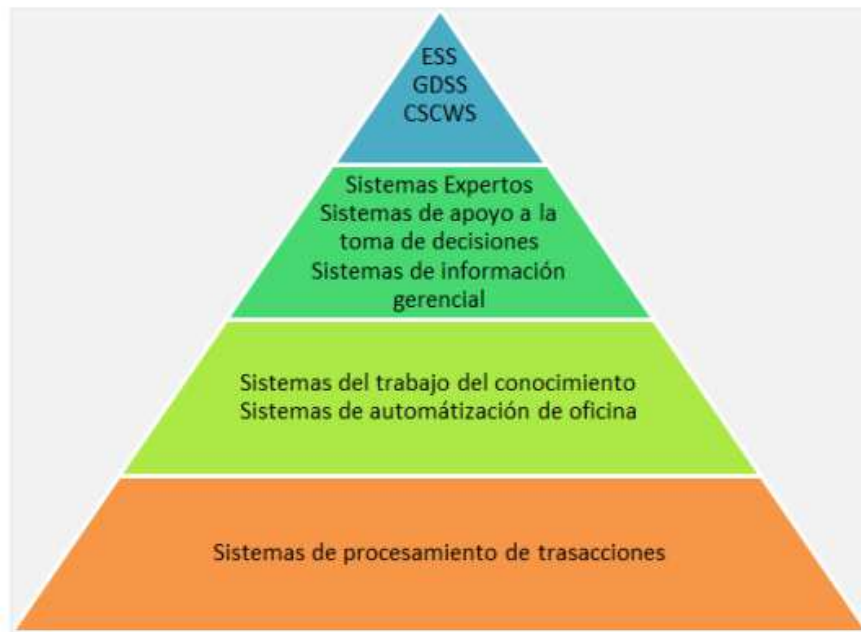 ESS
GDSS
CSCWS
Sistemas Expertos
Sistemas de apoyo a la
toma de decisiones
Sistemas de información
gerencial
Sistemas del trabajo del conocimiento
Sistemas de automátización de oficina
Sistemas de procesamiento de trasacciones